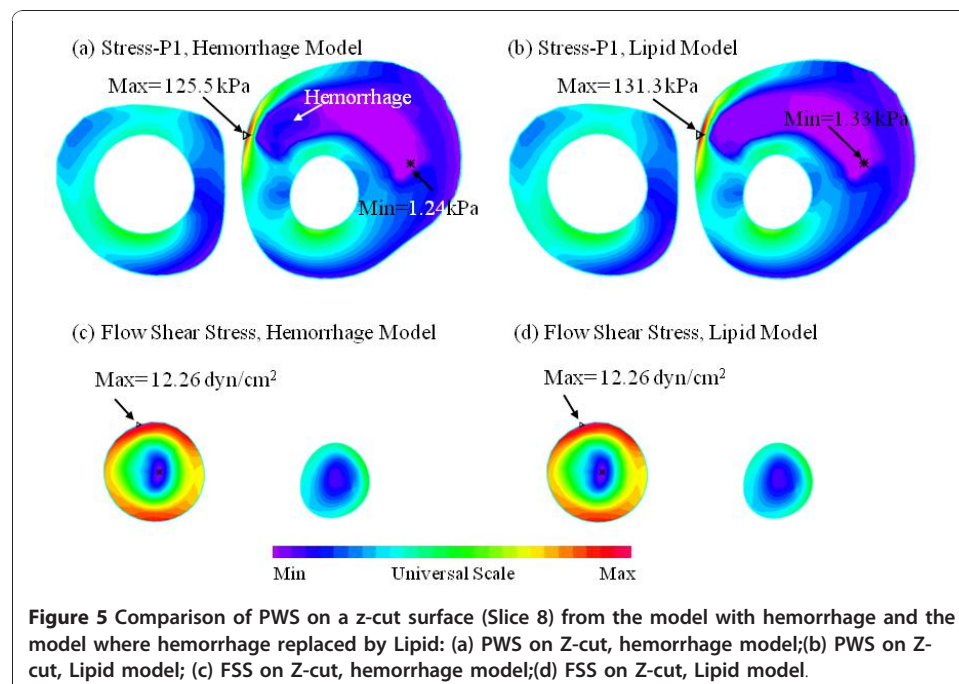 (a) Stress-P1, Hemorrhage Model
Max=125.5 kPa
Hemorrhage
Min=1.24kPa
(b) Stress-P1, Lipid Model
Max=131.3 kPa
Min=1.33kPa
(c) Flow Shear Stress, Hemorrhage Model
Max=12.26 dyn/cm²
(d) Flow Shear Stress, Lipid Model
Max=12.26 dyn/cm²
Min Universal Scale Max
Figure 5 Comparison of PWS on a z-cut surface (Slice 8) from the model with hemorrhage and the
model where hemorrhage replaced by Lipid: (a) PWS on Z-cut, hemorrhage model;(b) PWS on Z-
cut, Lipid model; (c) FSS on Z-cut, hemorrhage model;(d) FSS on Z-cut, Lipid model.